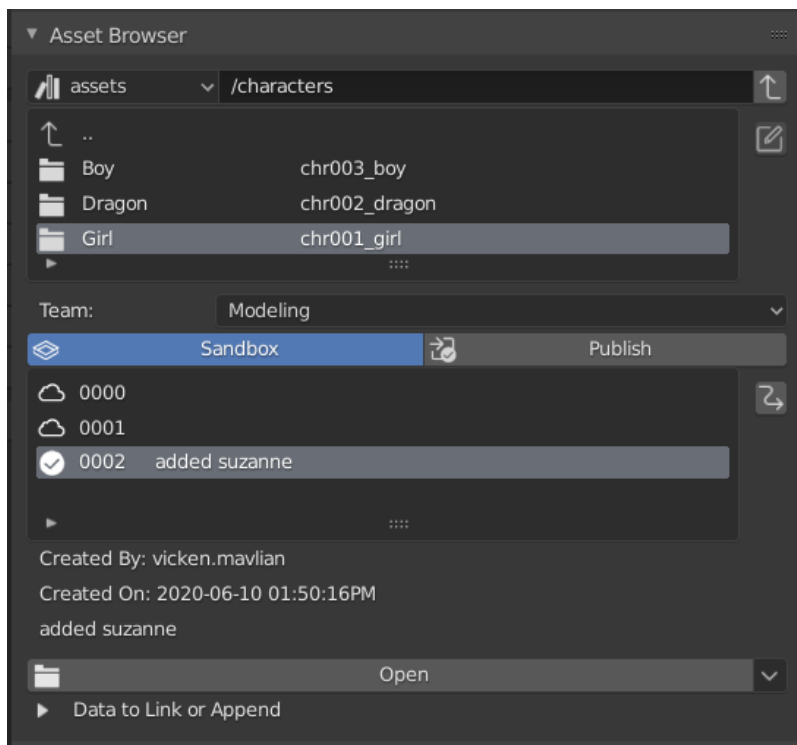 Asset Browser
assets /characters
..
Boy chr003_boy
Dragon chr002_dragon
Girl chr001_girl
Team: Modeling
Sandbox Publish
0000
0001
0002 added suzanne
Created By: vicken.mavlian
Created On: 2020-06-10 01:50:16PM
added suzanne
Open
Data to Link or Append